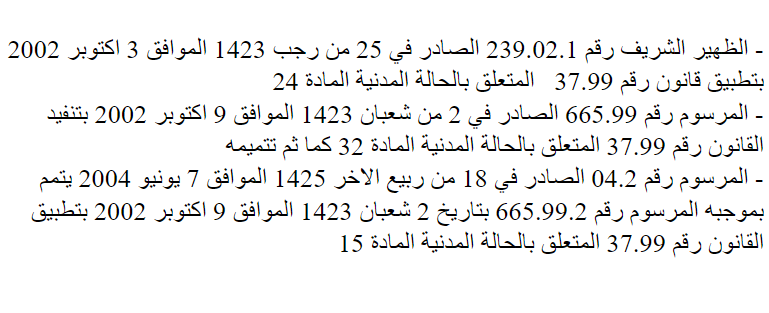 - الظهير الشريف رقم 239.02.1 الصادر في 25 من رجب 1423 الموافق 3 اكتوبر 2002
بتطبيق قانون رقم 37.99 المتعلق بالحالة المدنية المادة 24
- المرسوم رقم 665.99 الصادر في 2 من شعبان 1423 الموافق 9 اكتوبر 2002 بتنفيد
القانون رقم 37.99 المتعلق بالحالة المدنية المادة 32 كما ثم تتميمه
- المرسوم رقم 04.2 الصادر في 18 من ربيع الاخر 1425 الموافق 7 يونيو 2004 يتمم
بموجبه المرسوم رقم 665.99.2 بتاريخ 2 شعبان 1423 الموافق 9 اكتوبر 2002 بتطبيق
القانون رقم 37.99 المتعلق بالحالة المدنية المادة 15